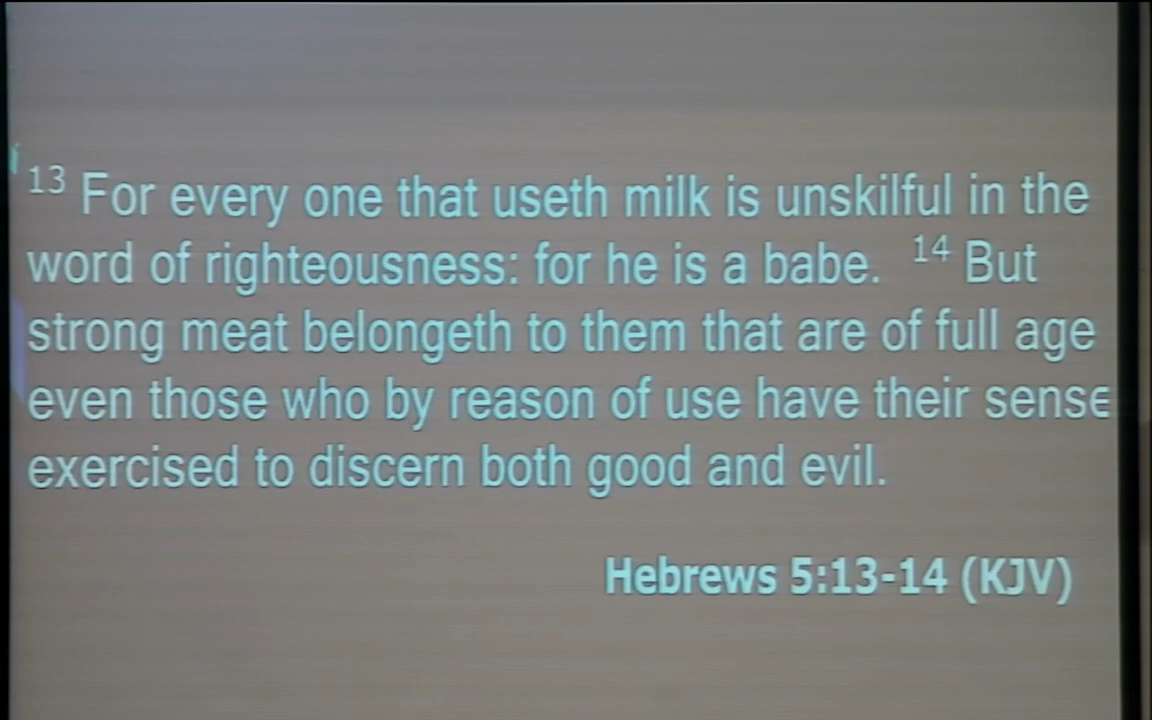 13 For every one that useth milk is unskilful in the
word of righteousness: for he is a babe. 14 But
strong meat belongeth to them that are of full age
even those who by reason of use have their sense
exercised to discern both good and evil.
Hebrews 5:13-14 (KJV)